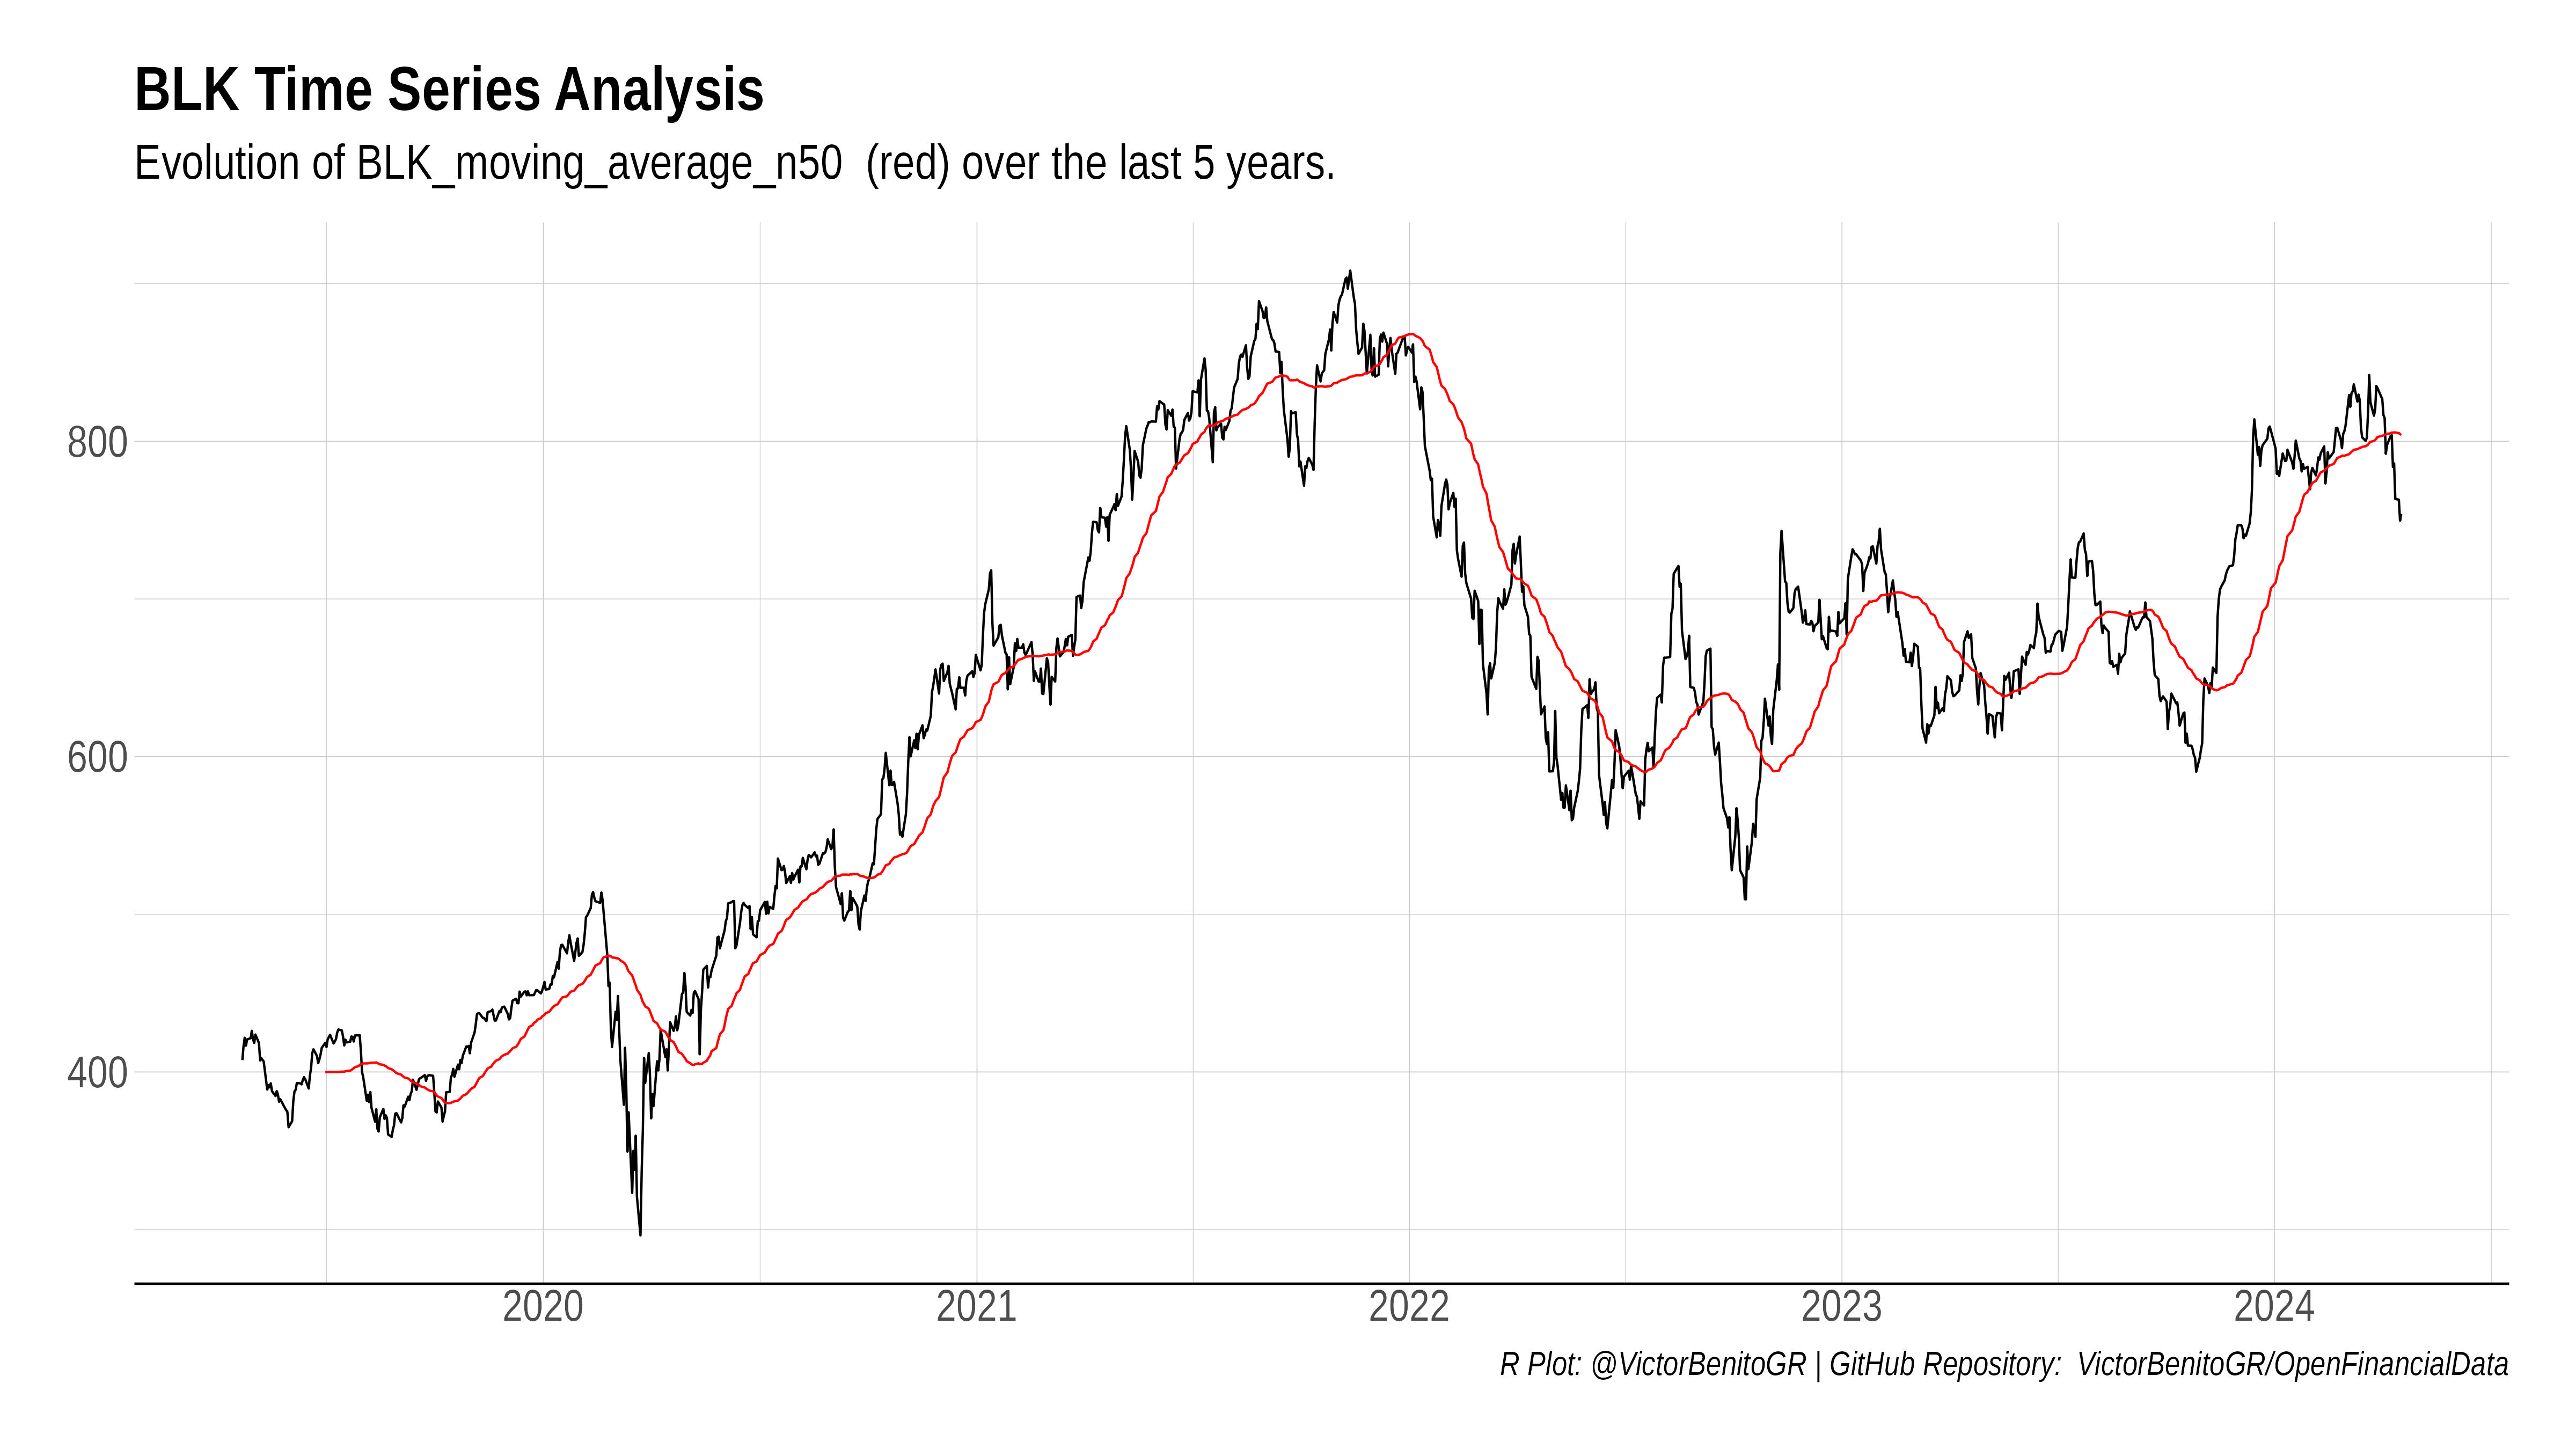 BLK Time Series Analysis
Evolution of BLK_moving_average_n50  (red) over the last 5 years.
800
600
400
2020 2021 2022 2023 2024
R Plot: @VictorBenitoGR | GitHub Repository:  VictorBenitoGR/OpenFinancialData